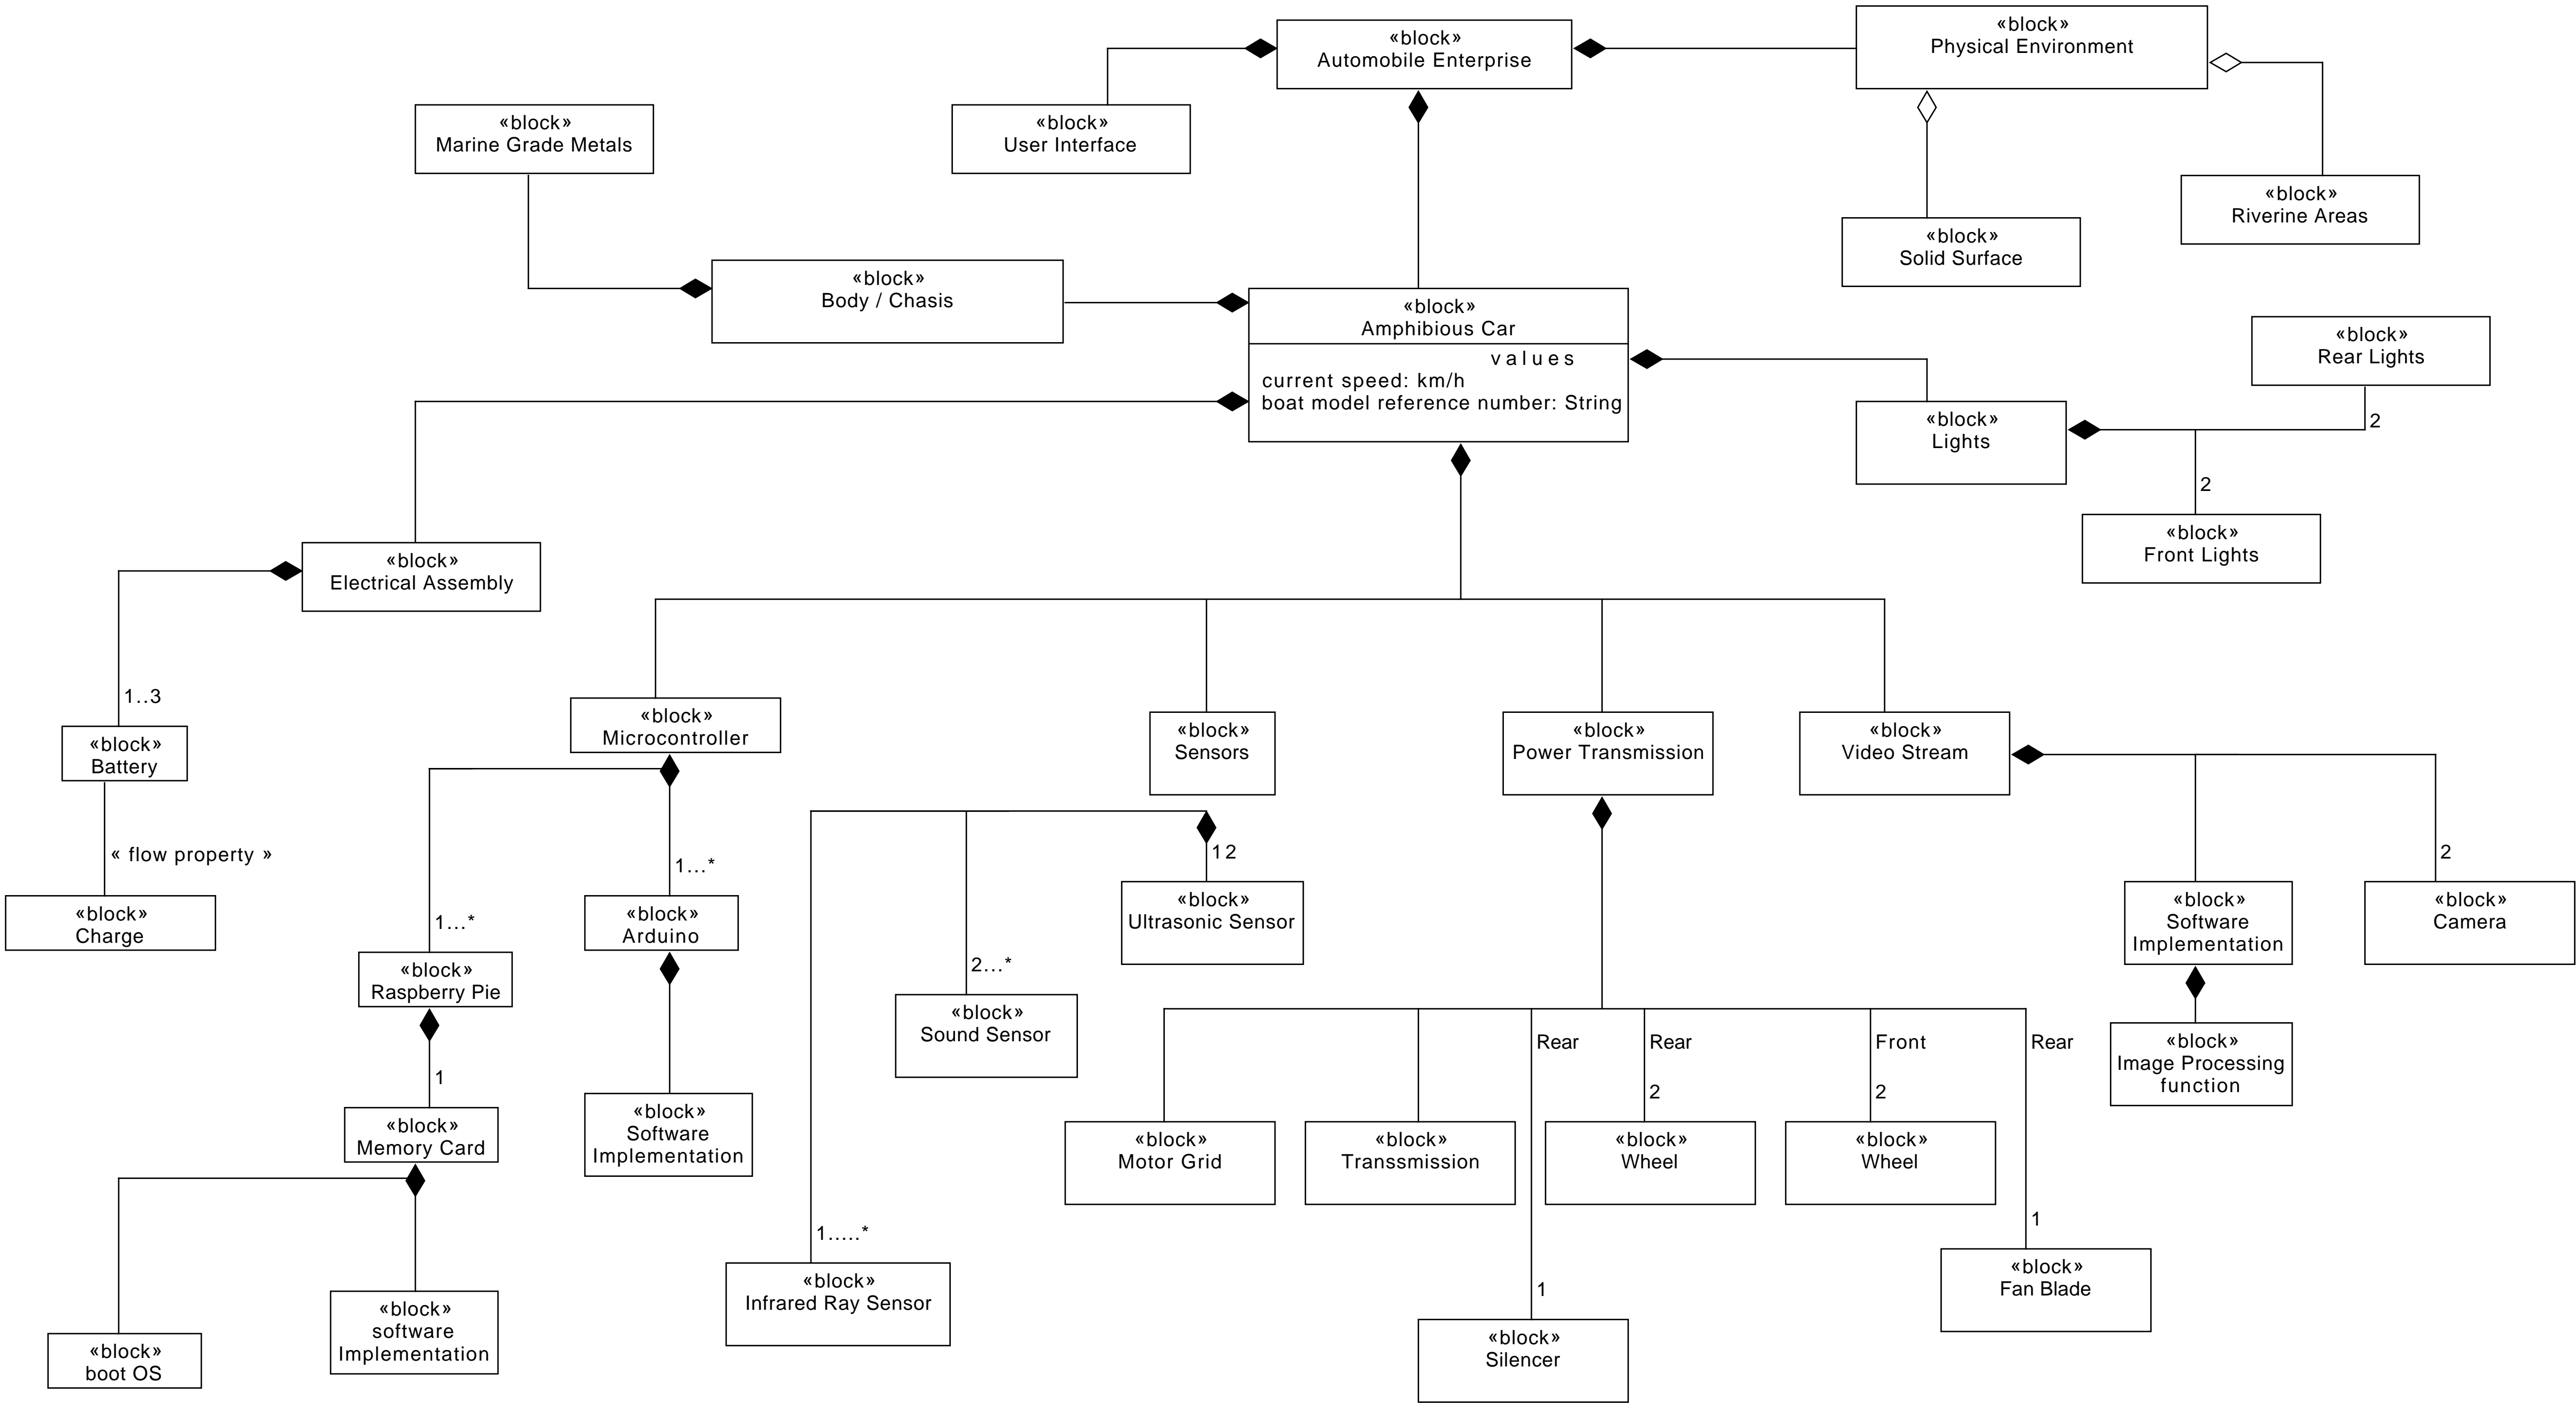 «block»
Automobile Enterprise
«block»
Physical Environment
«block»
Marine Grade Metals
«block»
User Interface
«block»
Riverine Areas
«block»
Solid Surface
«block»
Body / Chasis
«block»
Amphibious Car
values
current speed: km/h
boat model reference number: String
«block»
Rear Lights
2
«block»
Lights
2
«block»
Front Lights
«block»
Electrical Assembly
1..3
«block»
Battery
« flow property »
«block»
Charge
«block»
Microcontroller
«block»
Sensors
«block»
Power Transmission
«block»
Video Stream
1...*
1...*
«block»
Arduino
«block»
Raspberry Pie
1
«block»
Memory Card
«block»
Software
Implementation
«block»
boot OS
«block»
software
Implementation
12
«block»
Ultrasonic Sensor
2...*
«block»
Sound Sensor
1.....*
«block»
Infrared Ray Sensor
2
«block»
Software
Implementation
«block»
Camera
«block»
Image Processing
function
Rear
Rear
Front
Rear
2
2
«block»
Motor Grid
«block»
Transsmission
«block»
Wheel
«block»
Wheel
1
«block»
Fan Blade
1
«block»
Silencer